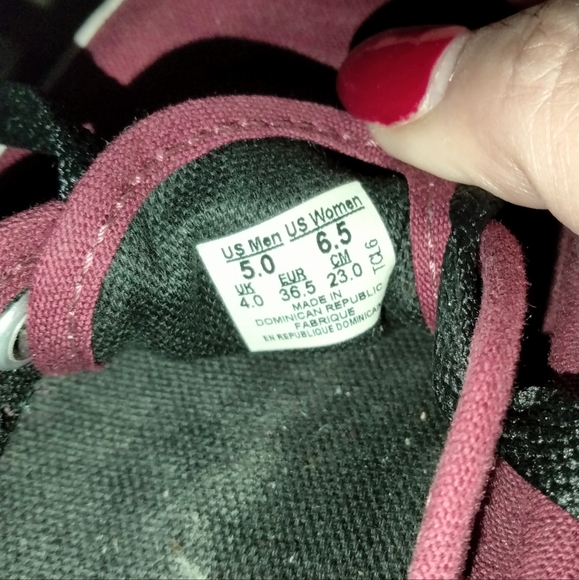 US Men US Women
5.0 6.5
UK EUR CM
4.0 36.5 23.0
MADE IN
DOMINICAN REPUBLIC
FABRIQUE
EN REPUBLIQUE DOMINICAINE